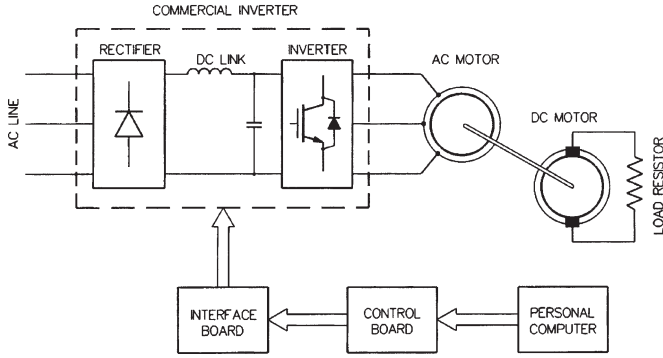 COMMERCIAL INVERTER
RECTIFIER
DC LINK
INVERTER
AC MOTOR
AC LINE
DC MOTOR
LOAD RESISTOR
INTERFACE
BOARD
CONTROL
BOARD
PERSONAL
COMPUTER